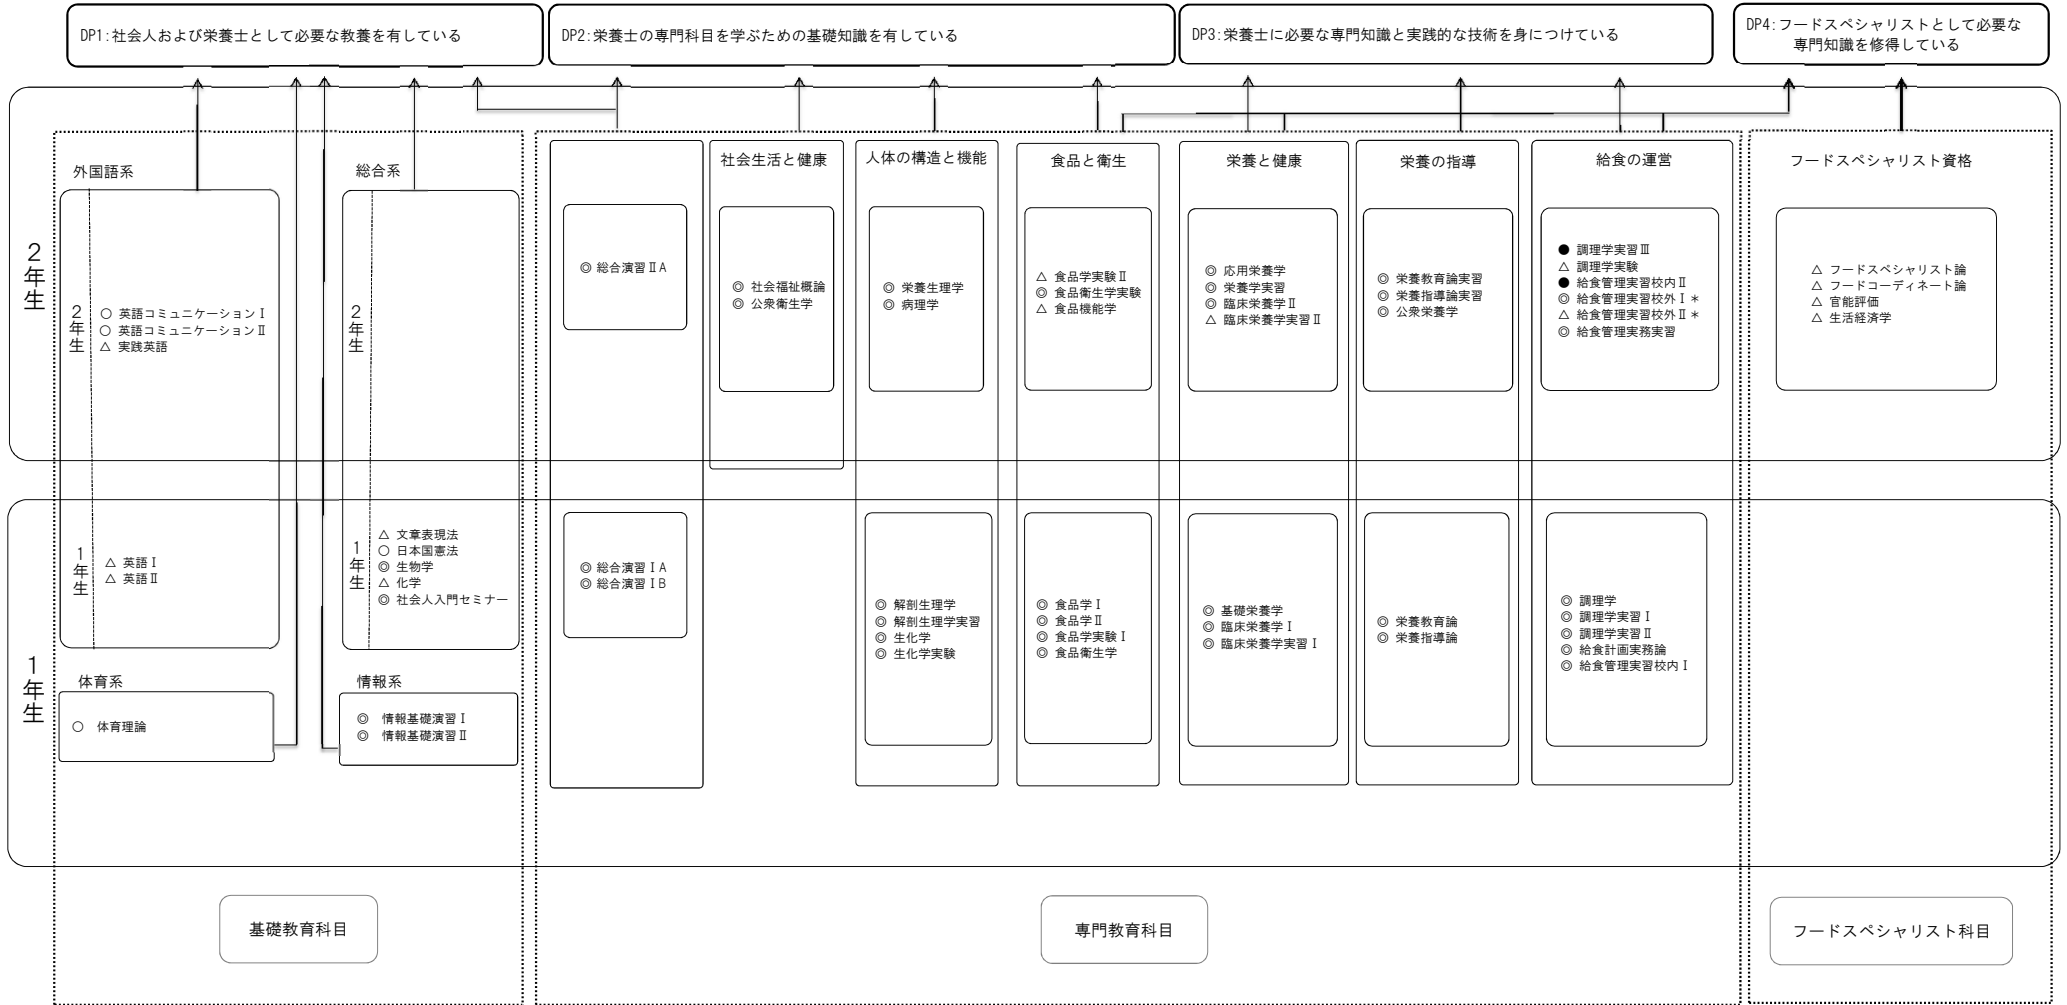 DP1:社会人および栄養士として必要な教養を有している
DP2:栄養士の専門科目を学ぶための基礎知識を有している
DP3:栄養士に必要な専門知識と実践的な技術を身につけている
DP4:フードスペシャリストとして必要な
専門知識を修得している
2年生
外国語系
2年生
○ 英語コミュニケーションⅠ
○ 英語コミュニケーションⅡ
△ 実践英語
1年生
△ 英語Ⅰ
△ 英語Ⅱ
総合系
2年生
1年生
△ 文章表現法
○ 日本国憲法
◎ 生物学
△ 化学
◎ 社会人入門セミナー
1年生
体育系
○ 体育理論
情報系
◎ 情報基礎演習Ⅰ
◎ 情報基礎演習Ⅱ
◎ 総合演習ⅡA
◎ 総合演習ⅠA
◎ 総合演習ⅠB
社会生活と健康
◎ 社会福祉概論
◎ 公衆衛生学
人体の構造と機能
◎ 栄養生理学
◎ 病理学
◎ 解剖生理学
◎ 解剖生理学実習
◎ 生化学
◎ 生化学実験
食品と衛生
△ 食品学実験Ⅱ
◎ 食品衛生学実験
△ 食品機能学
◎ 食品学Ⅰ
◎ 食品学Ⅱ
◎ 食品学実験Ⅰ
◎ 食品衛生学
栄養と健康
◎ 応用栄養学
◎ 栄養学実習
◎ 臨床栄養学Ⅱ
△ 臨床栄養学実習Ⅱ
◎ 基礎栄養学
◎ 臨床栄養学Ⅰ
◎ 臨床栄養学実習Ⅰ
栄養の指導
◎ 栄養教育論実習
◎ 栄養指導論実習
◎ 公衆栄養学
◎ 栄養教育論
◎ 栄養指導論
給食の運営
● 調理学実習Ⅲ
△ 調理学実験
● 給食管理実習校内Ⅱ
◎ 給食管理実習校外Ⅰ*
△ 給食管理実習校外Ⅱ*
◎ 給食管理実務実習
◎ 調理学
◎ 調理学実習Ⅰ
◎ 調理学実習Ⅱ
◎ 給食計画実務論
◎ 給食管理実習校内Ⅰ
フードスペシャリスト資格
△ フードスペシャリスト論
△ フードコーディネート論
△ 官能評価
△ 生活経済学
基礎教育科目
専門教育科目
フードスペシャリスト科目